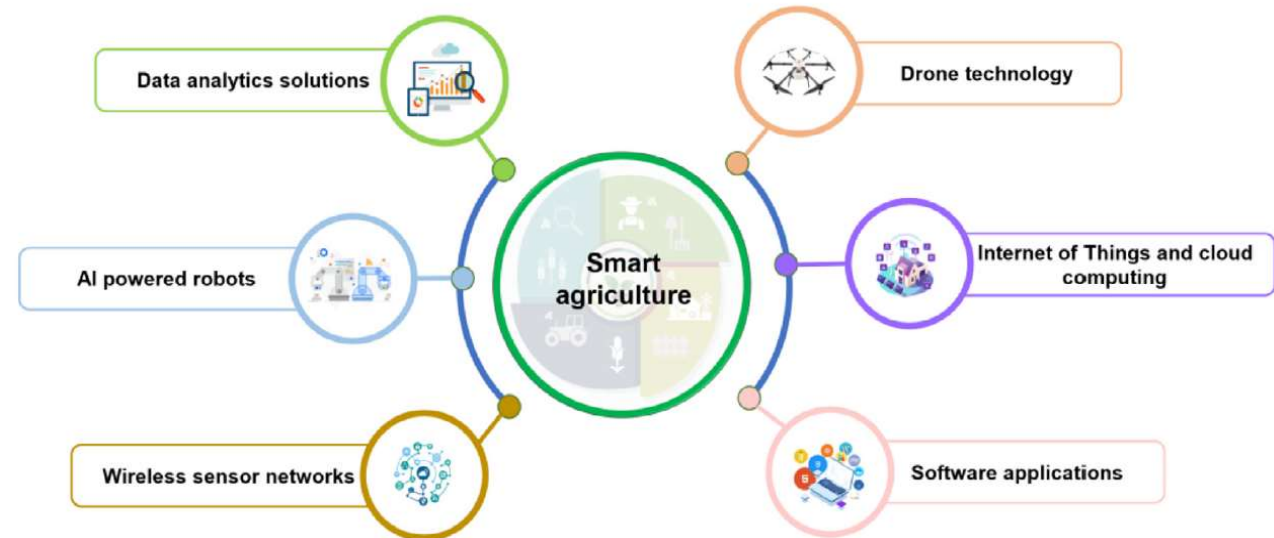 Data analytics solutions
Drone technology
AI powered robots
Smart
agriculture
Internet of Things and cloud
computing
Wireless sensor networks
Software applications